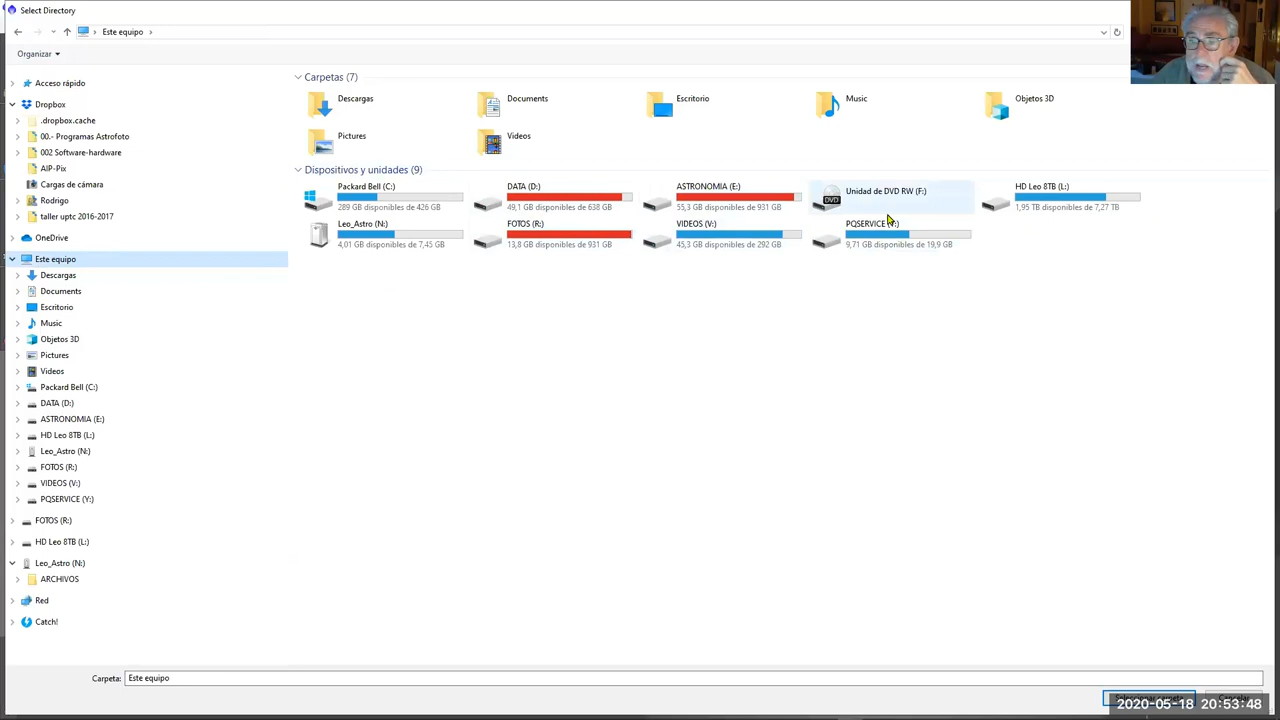 Select Directory
Este equipo
Organizar
Acceso rápido
Dropbox
.dropbox.cache
00.- Programas Astrofoto
002 Software-hardware
AIP-Pix
Cargas de cámara
Rodrigo
taller uptc 2016-2017
OneDrive
Este equipo
Descargas
Documents
Escritorio
Music
Objetos 3D
Pictures
Videos
Packard Bell (C:)
DATA (D:)
ASTRONOMIA (E:)
HD Leo 8TB (L:)
Leo_Astro (N:)
FOTOS (R:)
VIDEOS (V:)
PQSERVICE (Y:)
FOTOS (R:)
HD Leo 8TB (L:)
Leo_Astro (N:)
ARCHIVOS
Red
Catch!
Carpetas (7)
Descargas
Documents
Escritorio
Music
Objetos 3D
Pictures
Videos
Dispositivos y unidades (9)
Packard Bell (C:)
289 GB disponibles de 426 GB
DATA (D:)
49,1 GB disponibles de 638 GB
ASTRONOMIA (E:)
55,3 GB disponibles de 931 GB
DVD
Unidad de DVD RW (F:)
HD Leo 8TB (L:)
1,95 TB disponibles de 7,27 TB
Leo_Astro (N:)
4,01 GB disponibles de 7,45 GB
FOTOS (R:)
13,8 GB disponibles de 931 GB
VIDEOS (V:)
45,3 GB disponibles de 292 GB
PQSERVICE
9,71 GB disponibles de 19,9 GB
Carpeta: Este equipo
2020-05-18 20:53:48